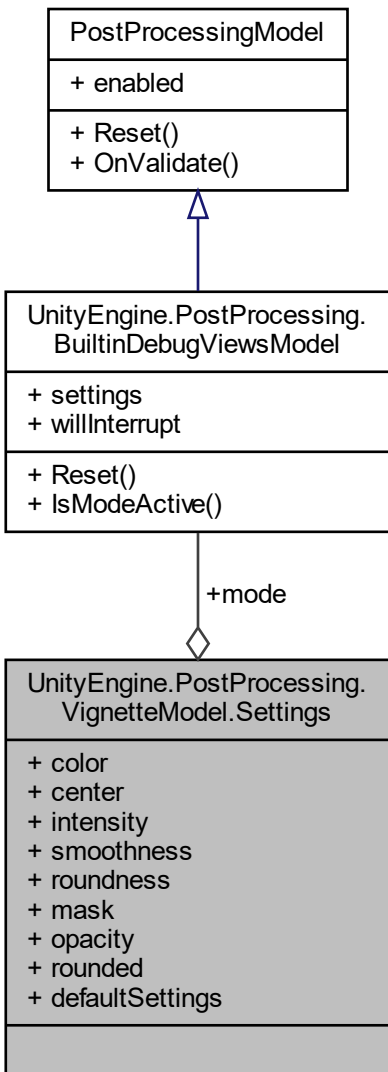 PostProcessingModel
+ enabled
+ Reset()
+ OnValidate()
UnityEngine.PostProcessing.
BuiltinDebugViewsModel
+ settings
+ willInterrupt
+ Reset()
+ IsModeActive()
+mode
UnityEngine.PostProcessing.
VignetteModel.Settings
+ color
+ center
+ intensity
+ smoothness
+ roundness
+ mask
+ opacity
+ rounded
+ defaultSettings